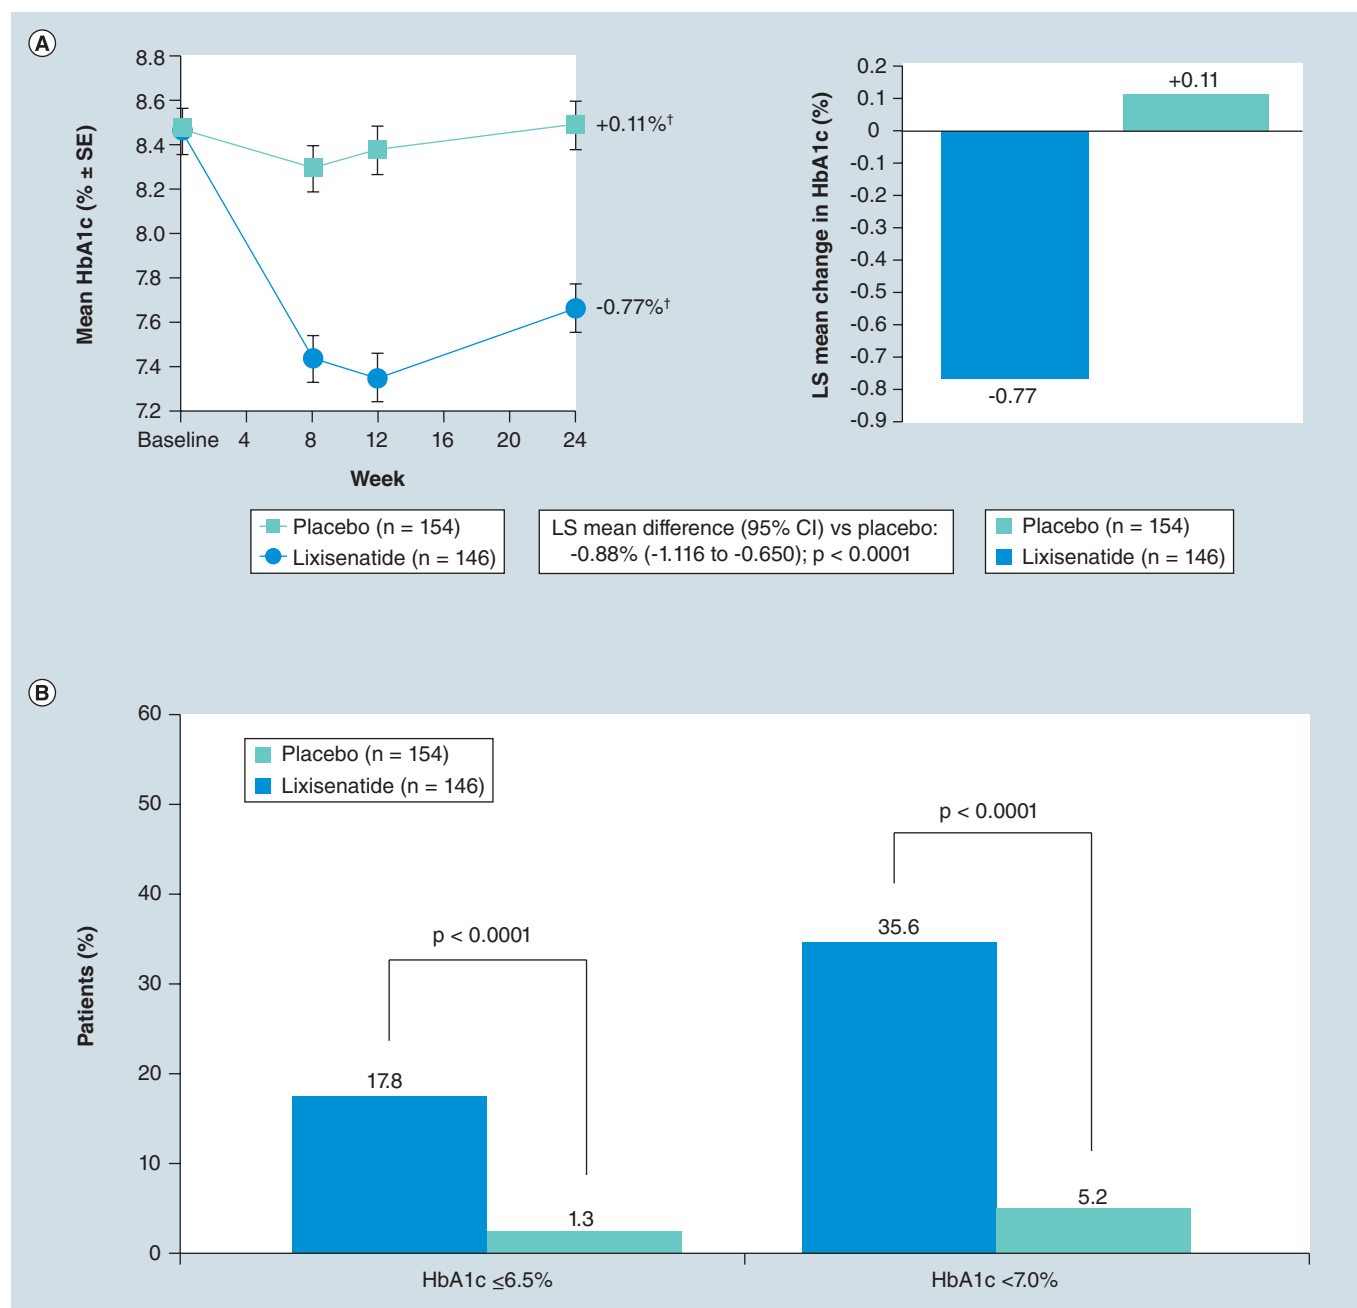 A
8.8
8.6
8.4
8.2
8.0
7.8
7.6
7.4
7.2
Mean HbA1c (% ± SE)
+0.11%†
-0.77%†
Baseline 4 8 12 16 20 24
Week
0.2
0.1
0
-0.1
-0.2
-0.3
-0.4
-0.5
-0.6
-0.7
-0.8
-0.9
LS mean change in HbA1c (%)
+0.11
-0.77
Placebo (n = 154)
Lixisenatide (n = 146)
LS mean difference (95% CI) vs placebo:
-0.88% (-1.116 to -0.650); p < 0.0001
Placebo (n = 154)
Lixisenatide (n = 146)
B
60
50
40
30
20
10
0
Patients (%)
Placebo (n = 154)
Lixisenatide (n = 146)
p < 0.0001
17.8
1.3
p < 0.0001
35.6
5.2
HbA1c ≤6.5%
HbA1c <7.0%